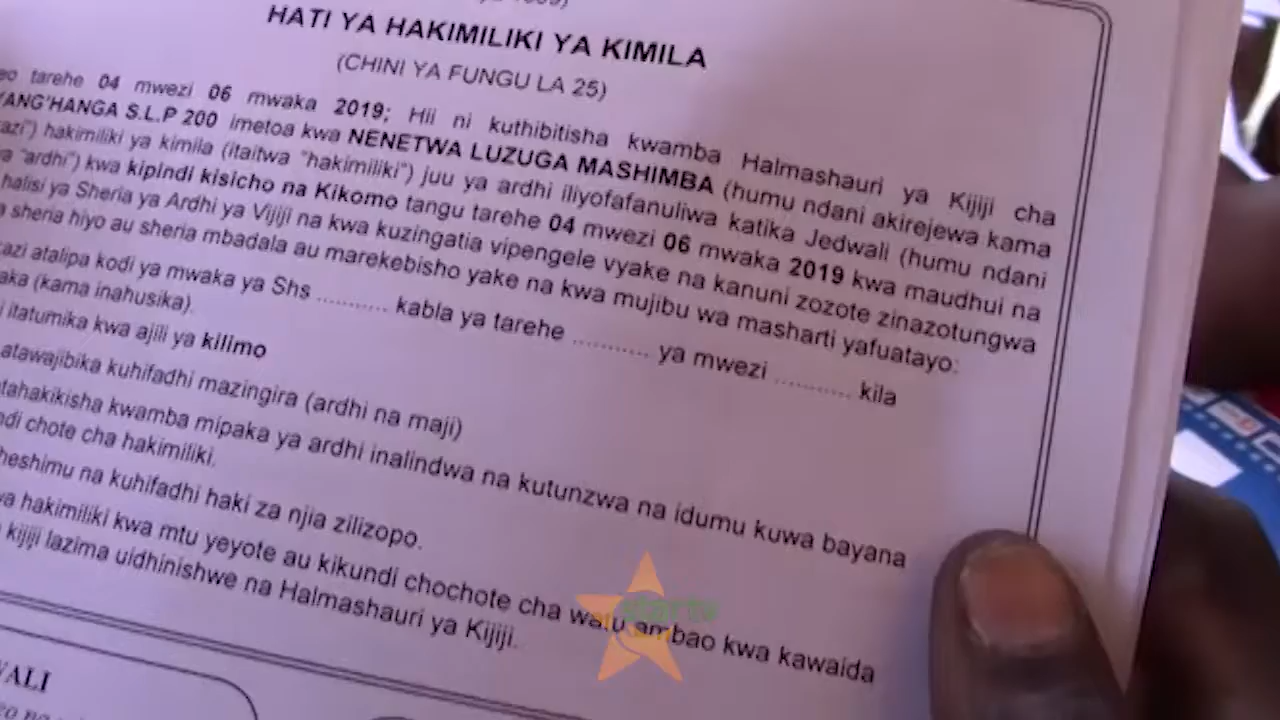 HATI YA HAKIMILIKI YA KIMILA
(CHINI YA FUNGU LA 25)
tarehe 04 mwezi 06 mwaka 2019; Hii ni kuthibitisha kwamba Halmashauri ya Kijiji cha
YANG'HANGA S.L.P 200 imetoa kwa NENETWA LUZUGA MASHIMBA (humu ndani akirejewa kama
hakimiliki ya kimila (itaitwa "hakimiliki") juu ya ardhi iliyofafanuliwa katika Jedwali (humu ndani
"ardhi") kwa kipindi kisicho na Kikomo tangu tarehe 04 mwezi 06 mwaka 2019 kwa maudhui na
halisi ya Sheria ya Ardhi ya Vijiji na kwa kuzingatia vipengele vyake na kanuni zozote zinazotungwa
sheria hiyo au sheria mbadala au marekebisho yake na kwa mujibu wa masharti yafuatayo:
atalipa kodi ya mwaka ya Shs ........... kabla ya tarehe ........... ya mwezi ........... kila
(kama inahusika).
itatumika kwa ajili ya kilimo
atawajibika kuhifadhi mazingira (ardhi na maji)
kwamba mipaka ya ardhi inalindwa na kutunzwa na idumu kuwa bayana
chote cha hakimiliki.
na kuhifadhi haki za njia zilizopo.
hakimiliki kwa mtu yeyote au kikundi chochote cha watu ambao kwa kawaida
kijiji lazima uidhinishwe na Halmashauri ya Kijiji.